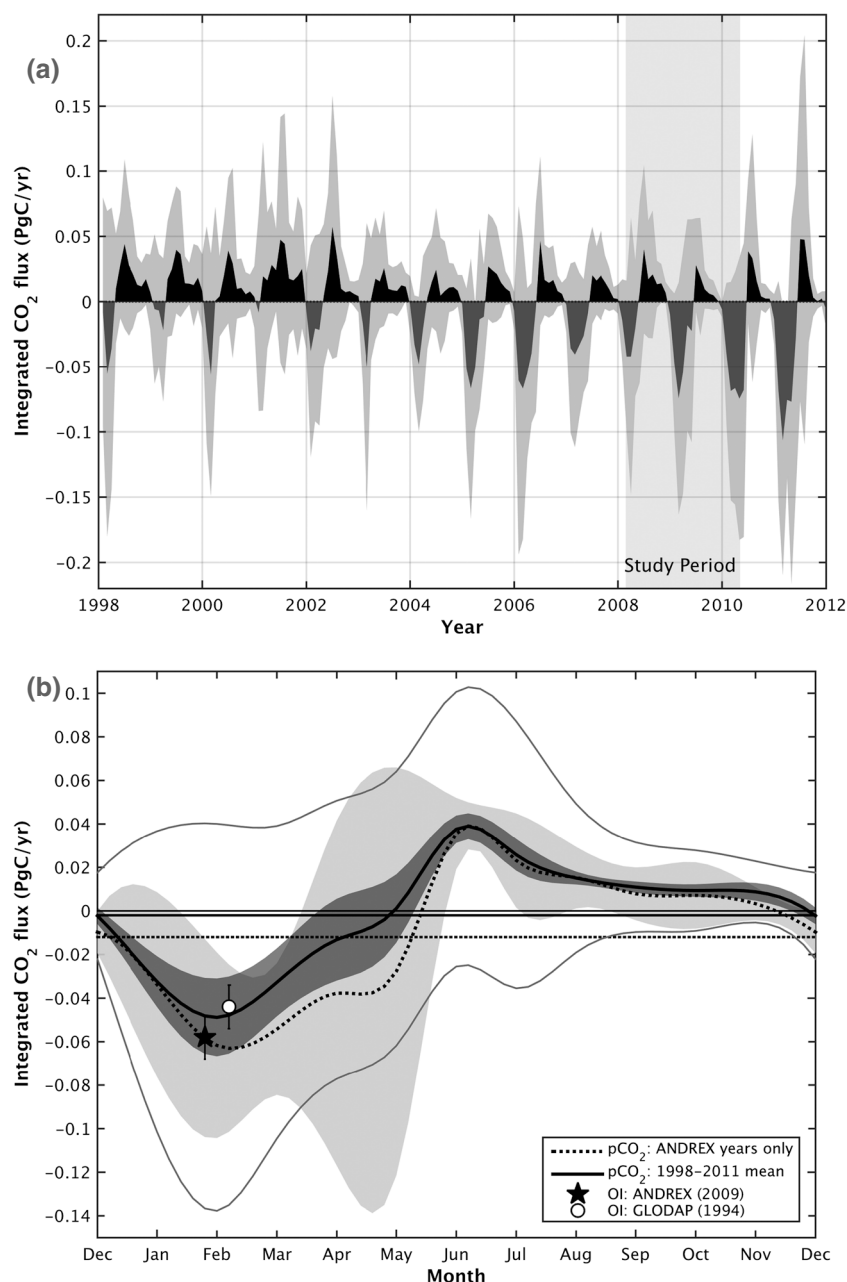 (a)
Integrated CO2 flux (PgC/yr)
0.2
0.15
0.1
0.05
0
−0.05
−0.1
−0.15
−0.2
Study Period
1998 2000 2002 2004 2006 2008 2010 2012
Year
(b)
Integrated CO2 flux (PgC/yr)
0.1
0.08
0.06
0.04
0.02
0
−0.02
−0.04
−0.06
−0.08
−0.1
−0.12
−0.14
pCO2: ANDREX years only
pCO2: 1998−2011 mean
OI: ANDREX (2009)
OI: GLODAP (1994)
Dec Jan Feb Mar Apr May Jun Jul Aug Sep Oct Nov Dec
Month